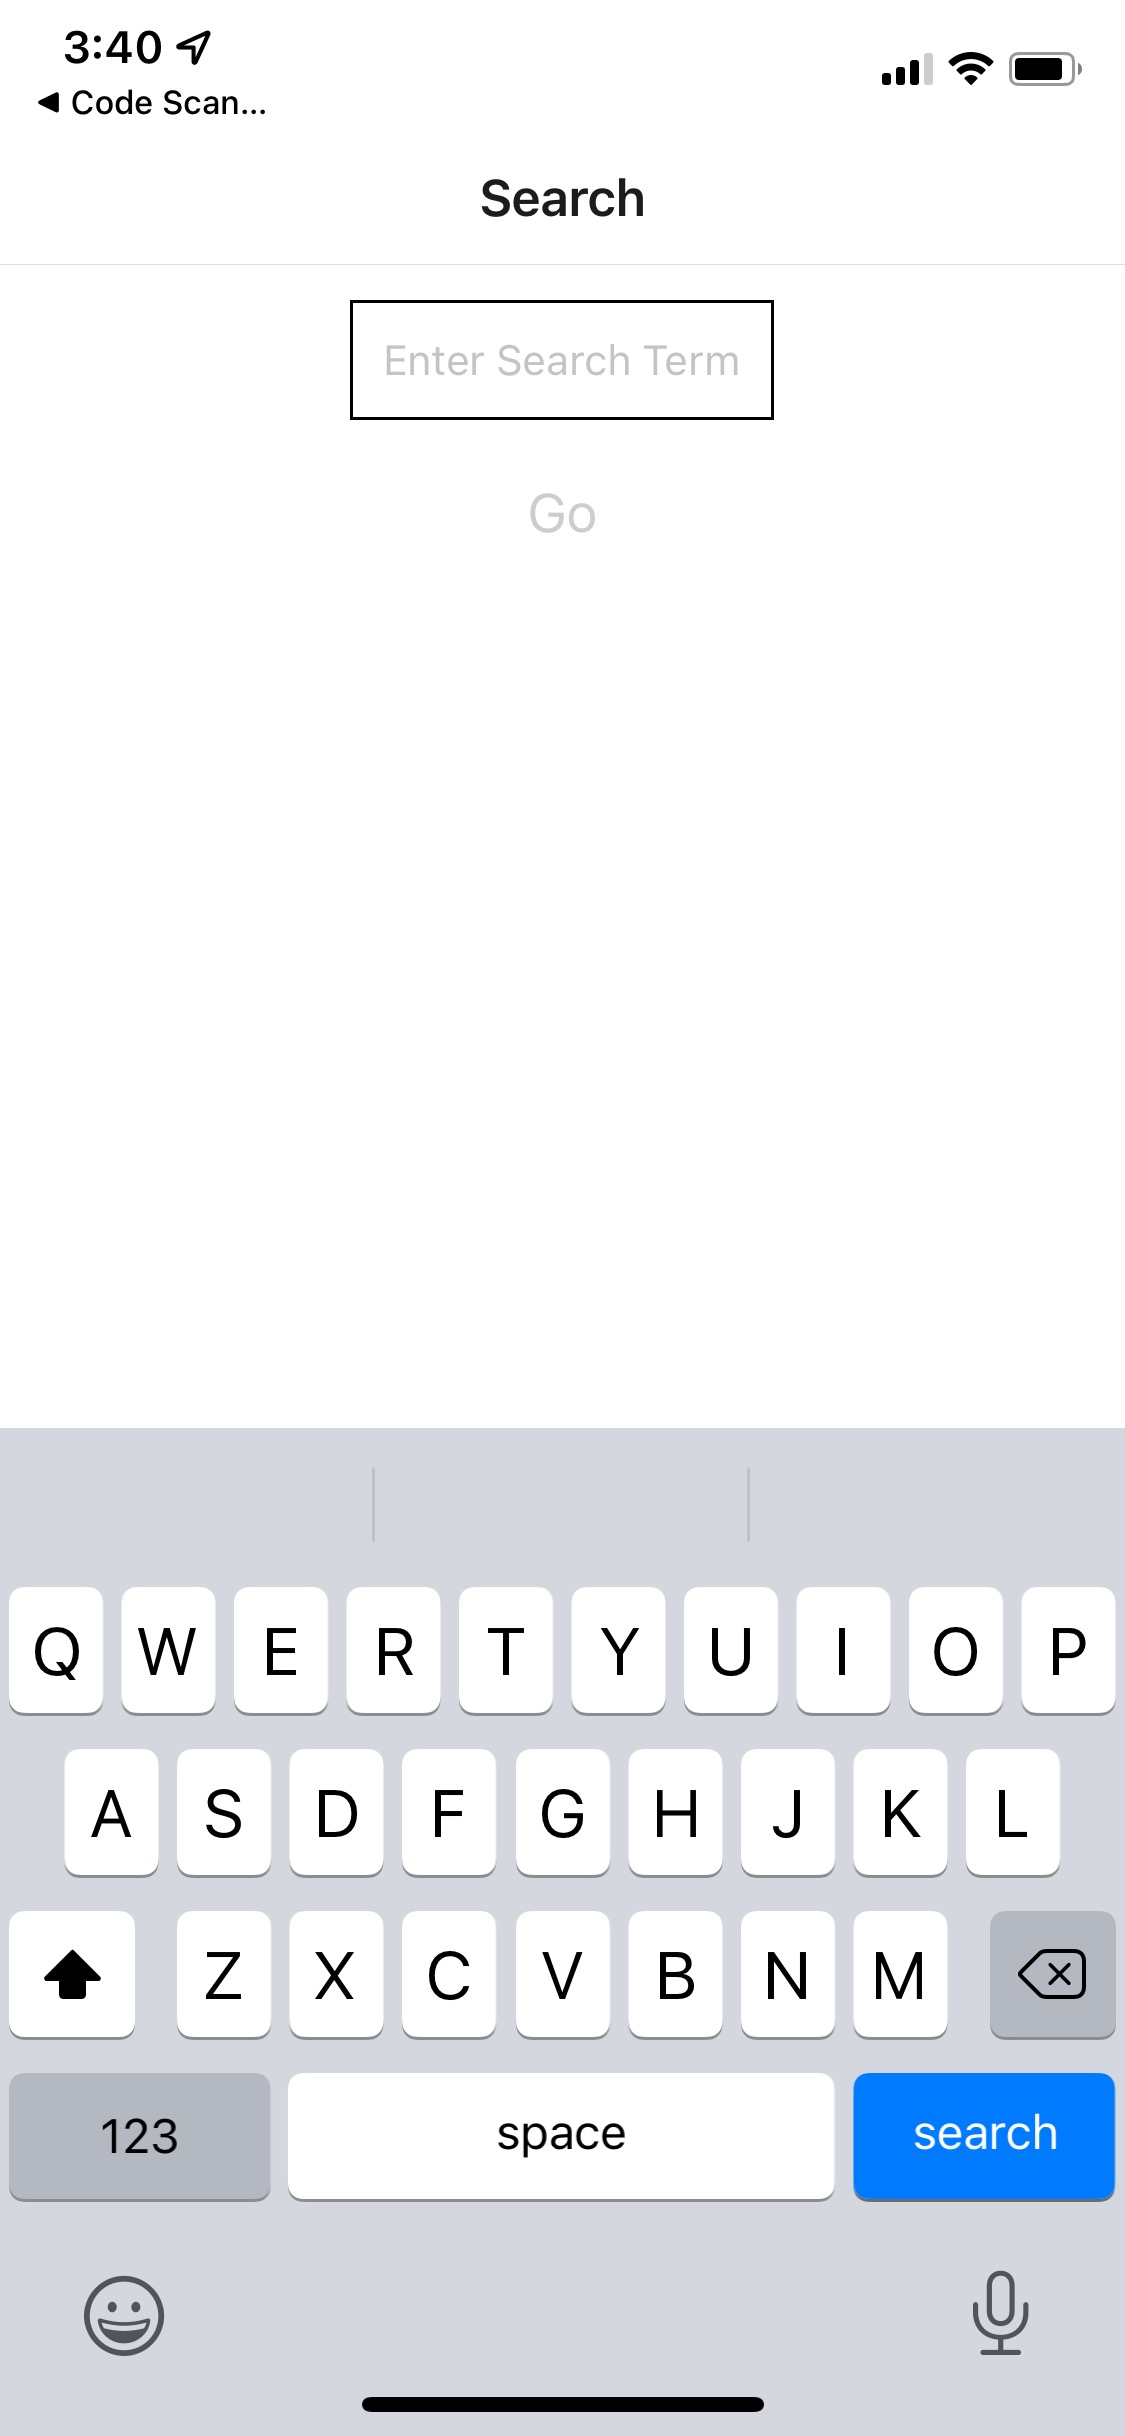 3:40
Code Scan...
Search
Enter Search Term
Go
Q W E R T Y U I O P
A S D F G H J K L
Z X C V B N M
123 space search